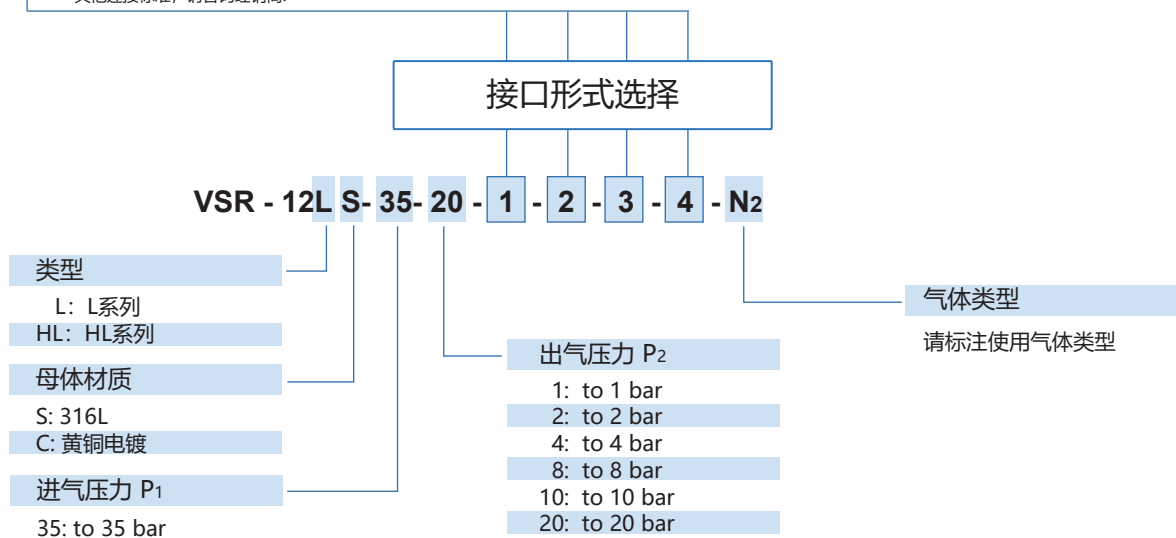 接口形式选择
VSR - 12L S- 35- 20 - 1 - 2 - 3 - 4 - N2
类型
L：L系列
HL：HL系列
母体材质
S: 316L
C: 黄铜电镀
进气压力 P1
35: to 35 bar
出气压力 P2
1: to 1 bar
2: to 2 bar
4: to 4 bar
8: to 8 bar
10: to 10 bar
20: to 20 bar
气体类型
请标注使用气体类型